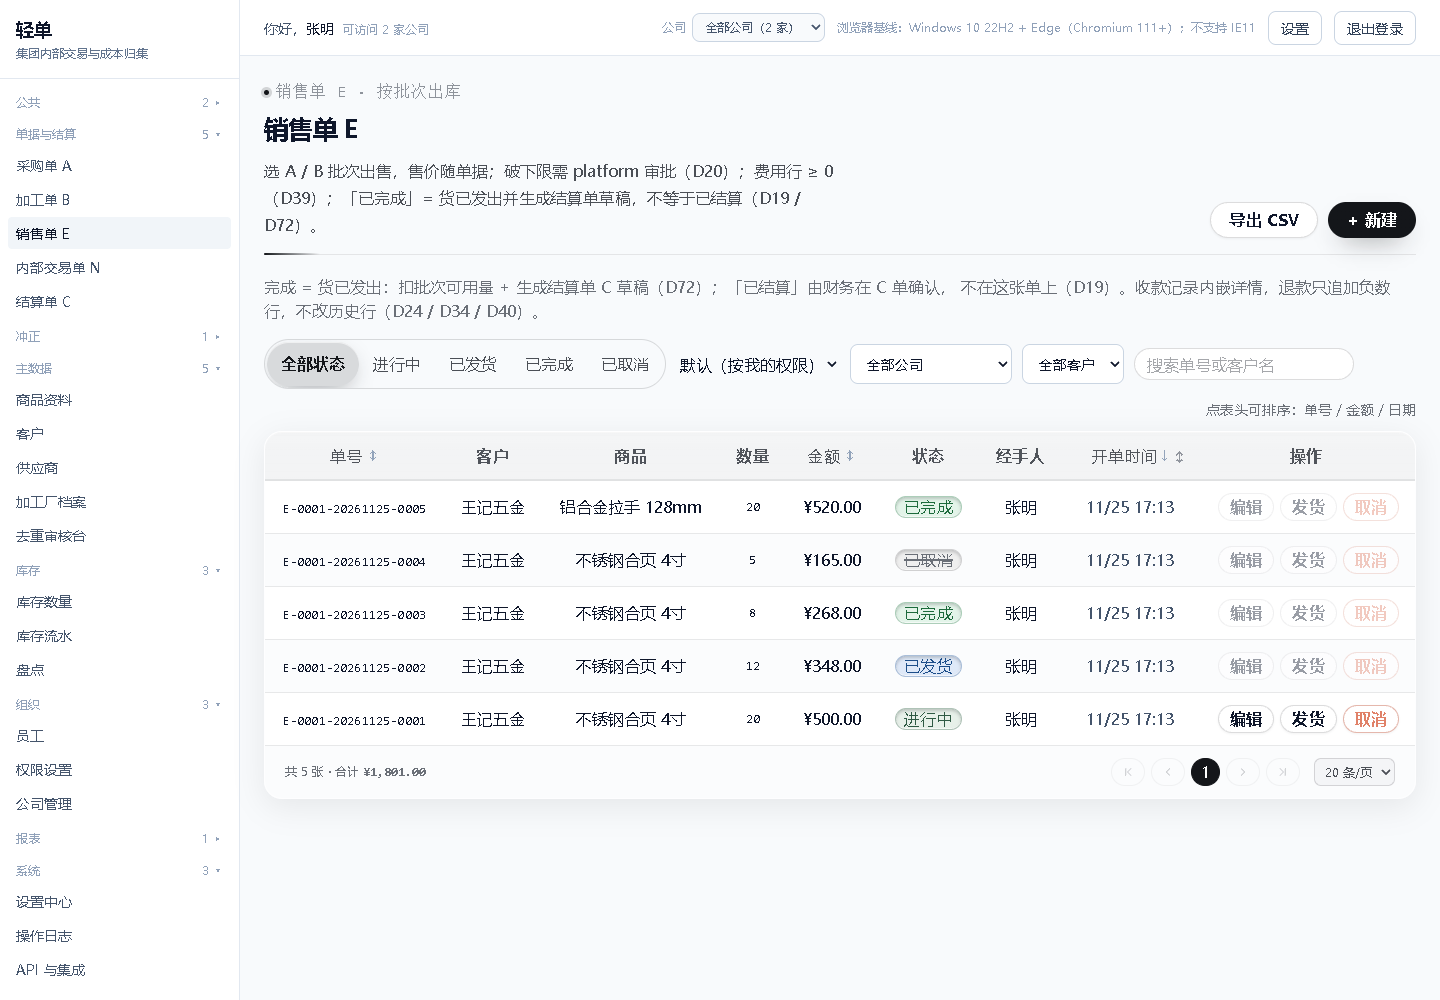 轻单
集团内部交易与成本归集
公共 2
单据与结算 5
采购单 A
加工单 B
销售单 E
内部交易单 N
结算单 C
冲正 1
主数据 5
商品资料
客户
供应商
加工厂档案
去重审核台
库存 3
库存数量
库存流水
盘点
组织 3
员工
权限设置
公司管理
报表 1
系统 3
设置中心
操作日志
API 与集成
你好，张明 可访问 2 家公司
公司 全部公司（2 家） 浏览器基线：Windows 10 22H2 + Edge（Chromium 111+）；不支持 IE11 设置 退出登录
销售单 E - 按批次出库
销售单 E
选 A / B 批次出售，售价随单据；破下限需 platform 审批（D20）；费用行 ≥ 0
（D39）；「已完成」= 货已发出并生成结算单草稿，不等于已结算（D19 /
D72）。
导出 CSV + 新建
完成 = 货已发出：扣批次可用量 + 生成结算单 C 草稿（D72）；「已结算」由财务在 C 单确认， 不在这张单上（D19）。收款记录内嵌详情，退款只追加负数
行，不改历史行（D24 / D34 / D40）。
全部状态 进行中 已发货 已完成 已取消 默认（按我的权限） 全部公司 全部客户 搜索单号或客户名
点表头可排序：单号 / 金额 / 日期
单号 ↕ 客户 商品 数量 金额 ↕ 状态 经手人 开单时间 ↓ ↕ 操作
E-0001-20261125-0005 王记五金 铝合金拉手 128mm 20 ¥520.00 已完成 张明 11/25 17:13 编辑 发货 取消
E-0001-20261125-0004 王记五金 不锈钢合页 4寸 5 ¥165.00 已取消 张明 11/25 17:13 编辑 发货 取消
E-0001-20261125-0003 王记五金 不锈钢合页 4寸 8 ¥268.00 已完成 张明 11/25 17:13 编辑 发货 取消
E-0001-20261125-0002 王记五金 不锈钢合页 4寸 12 ¥348.00 已发货 张明 11/25 17:13 编辑 发货 取消
E-0001-20261125-0001 王记五金 不锈钢合页 4寸 20 ¥500.00 进行中 张明 11/25 17:13 编辑 发货 取消
共 5 张 · 合计 ¥1,801.00 1 20 条/页